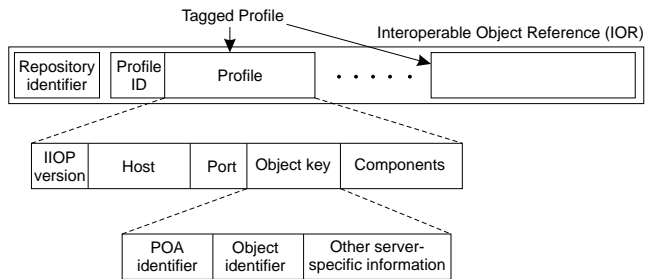 Tagged Profile
Interoperable Object Reference (IOR)
Repository
identifier
Profile
ID
Profile
IIOP
version
Host
Port
Object key
Components
POA
identifier
Object
identifier
Other server-
specific information